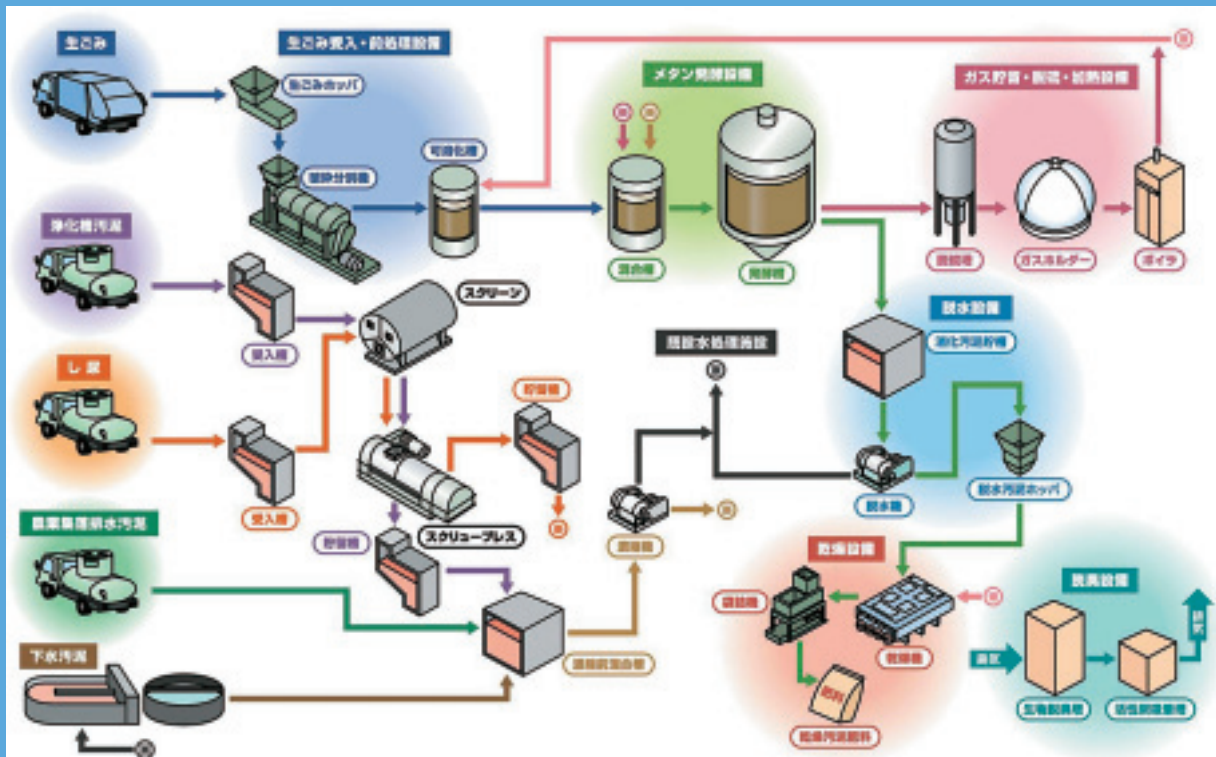 生ごみ
生ごみ受入・前処理設備
生ごみホッパ
破砕分別機
可溶化槽
メタン発酵設備
混合槽
発酵槽
ガス貯留・脱硫・加熱設備
脱硫塔
ガスホルダー
ボイラ
浄化槽汚泥
受入槽
スクリーン
し尿
受入槽
貯留槽
スクリュープレス
貯留槽
農業集落排水汚泥
下水汚泥
濃縮前混合槽
濃縮機
既設水処理施設
脱水設備
消化汚泥貯槽
脱水機
脱水汚泥ホッパ
乾燥設備
袋詰機
乾燥機
肥料
乾燥汚泥肥料
脱臭設備
臭気
生物脱臭塔
活性炭吸着塔
排気